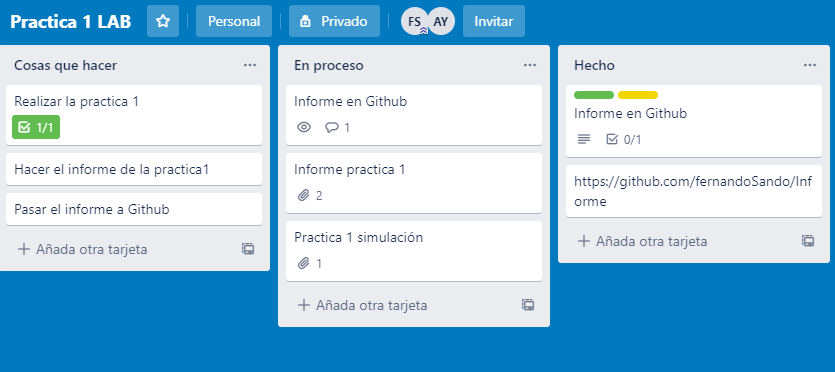 Practica 1 LAB
Personal
Privado
FS
AY
Invitar
Cosas que hacer
Realizar la practica 1
1/1
Hacer el informe de la practica1
Pasar el informe a Github
Añada otra tarjeta
En proceso
Informe en Github
1
Informe practica 1
2
Practica 1 simulación
1
Añada otra tarjeta
Hecho
Informe en Github
0/1
https://github.com/fernandoSando/In
forme
Añada otra tarjeta